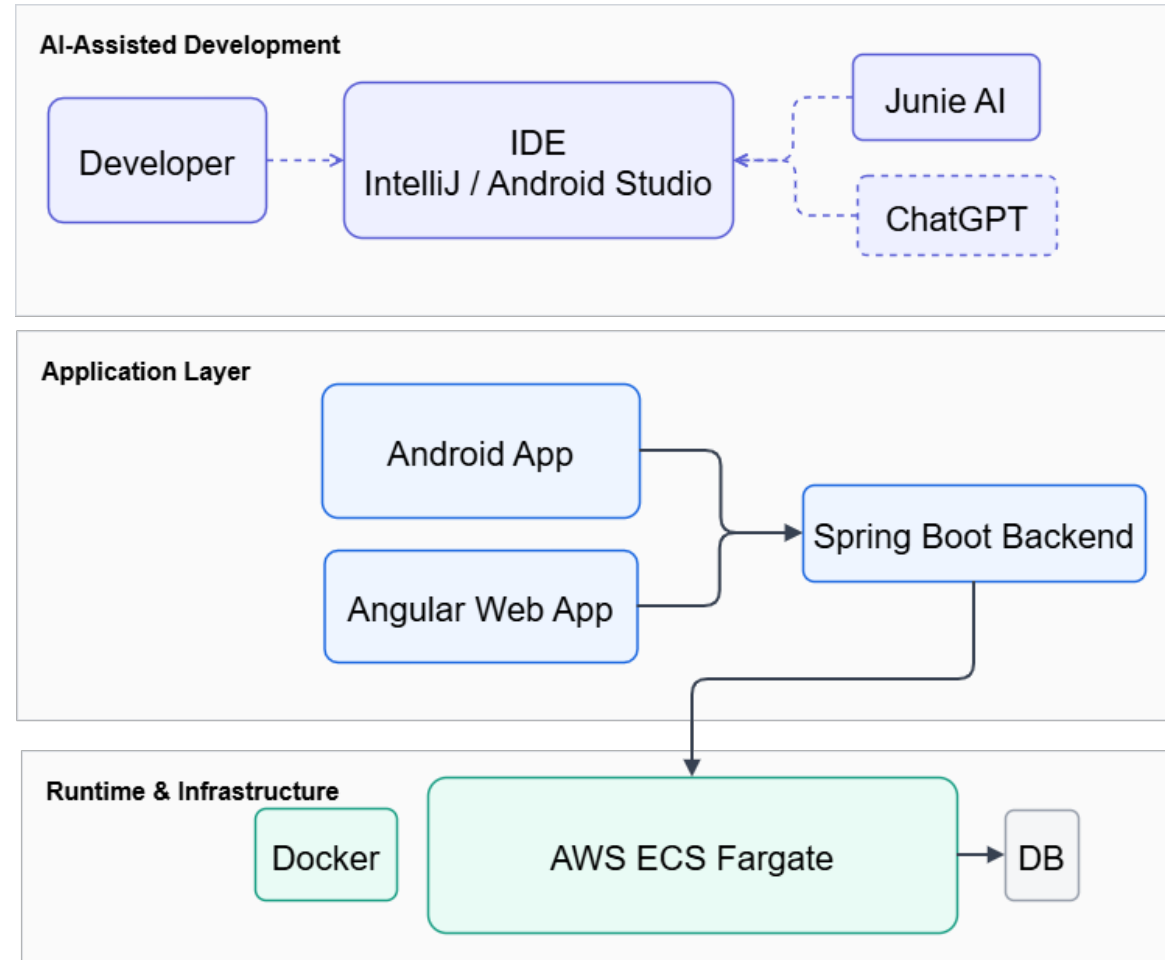 AI-Assisted Development
Developer
IDE
IntelliJ / Android Studio
Junie AI
ChatGPT
Application Layer
Android App
Angular Web App
Spring Boot Backend
Runtime & Infrastructure
Docker
AWS ECS Fargate
DB